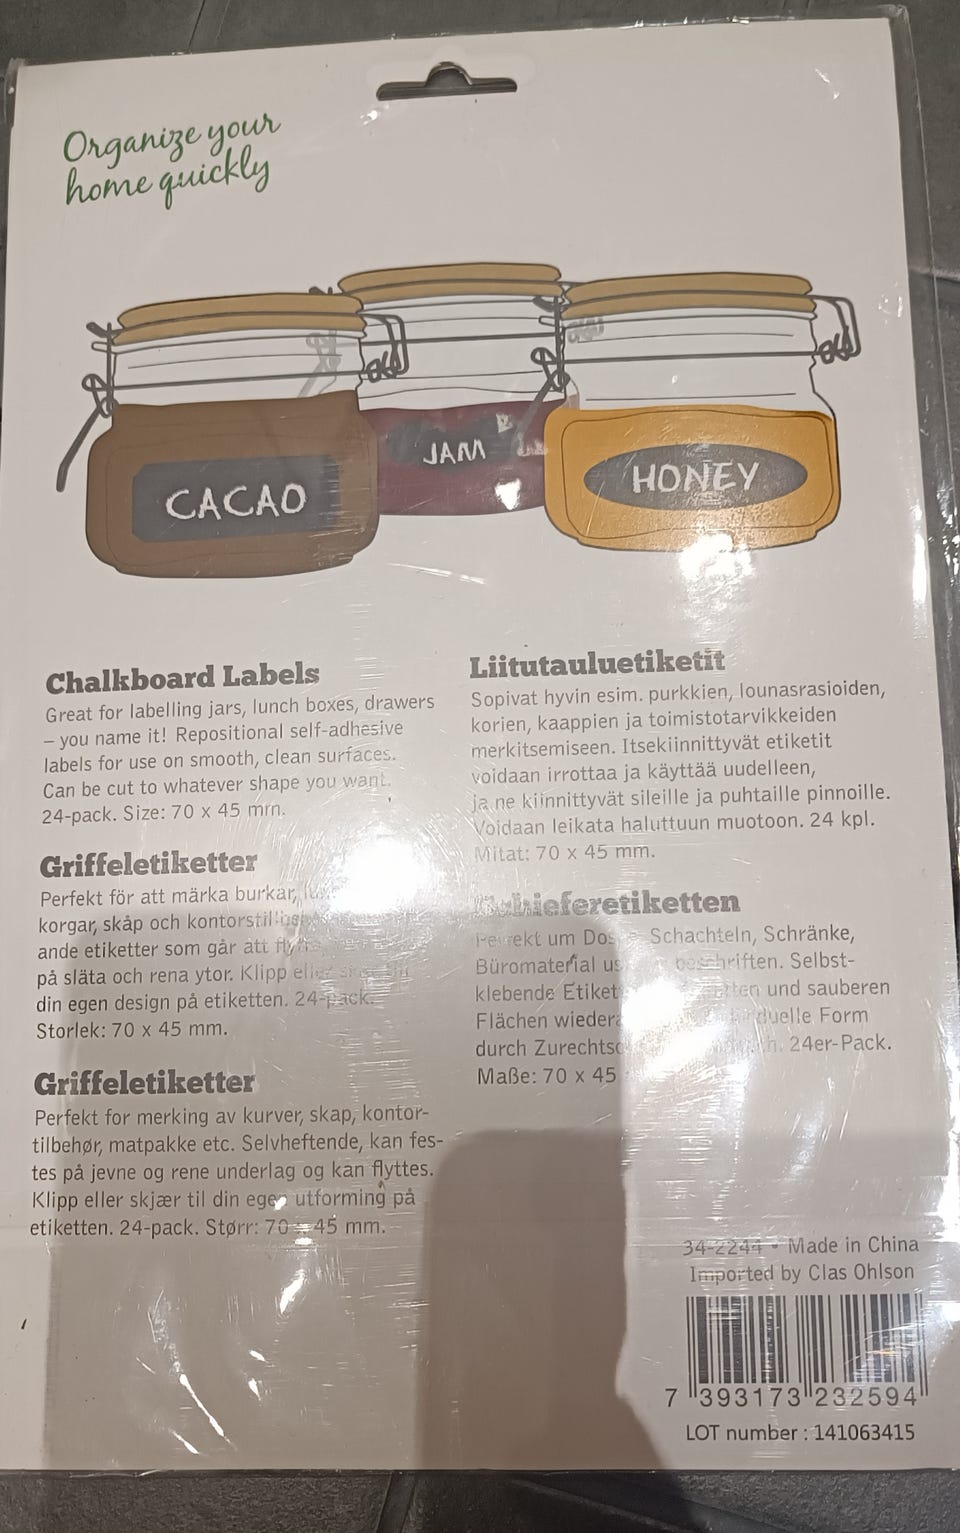 Organize your
home quickly
CACAO
JAM
HONEY
Chalkboard Labels
Great for labelling jars, lunch boxes, drawers
– you name it! Repositional self-adhesive
labels for use on smooth, clean surfaces.
Can be cut to whatever shape you want.
24-pack. Size: 70 x 45 mm.
Griffeletiketter
Perfekt för att märka burkar,
korgar, skåp och
ande etiketter som går att
på släta och rena ytor. Klipp eller
din egen design på etiketten. 24-pack.
Storlek: 70 x 45 mm.
Griffeletiketter
Perfekt for merking av kurver, skap, kontor-
tilbehør, matpakke etc. Selvheftende, kan fes-
tes på jevne og rene underlag og kan flyttes.
Klipp eller skjær til din egen utforming på
etiketten. 24-pack. Størr: 70 x 45 mm.
Liitutauluetiketit
Sopivat hyvin esim. purkkien, lounasrasioiden,
korien, kaappien ja toimistotarvikkeiden
merkitsemiseen. Itsekiinnittyvät etiketit
voidaan irrottaa ja käyttää uudelleen,
ja ne kiinnittyvät sileille ja puhtaille pinnoille.
Voidaan leikata haluttuun muotoon. 24 kpl.
Mitat: 70 x 45 mm.
Schieferetiketten
Perfekt um Schachteln, Schränke,
Büromaterial beschriften. Selbst-
klebende und sauberen
Flächen Form
durch 24er-Pack.
Maße: 70 x 45
34-2244 • Made in China
Imported by Clas Ohlson
7 393173 232594
LOT number : 141063415